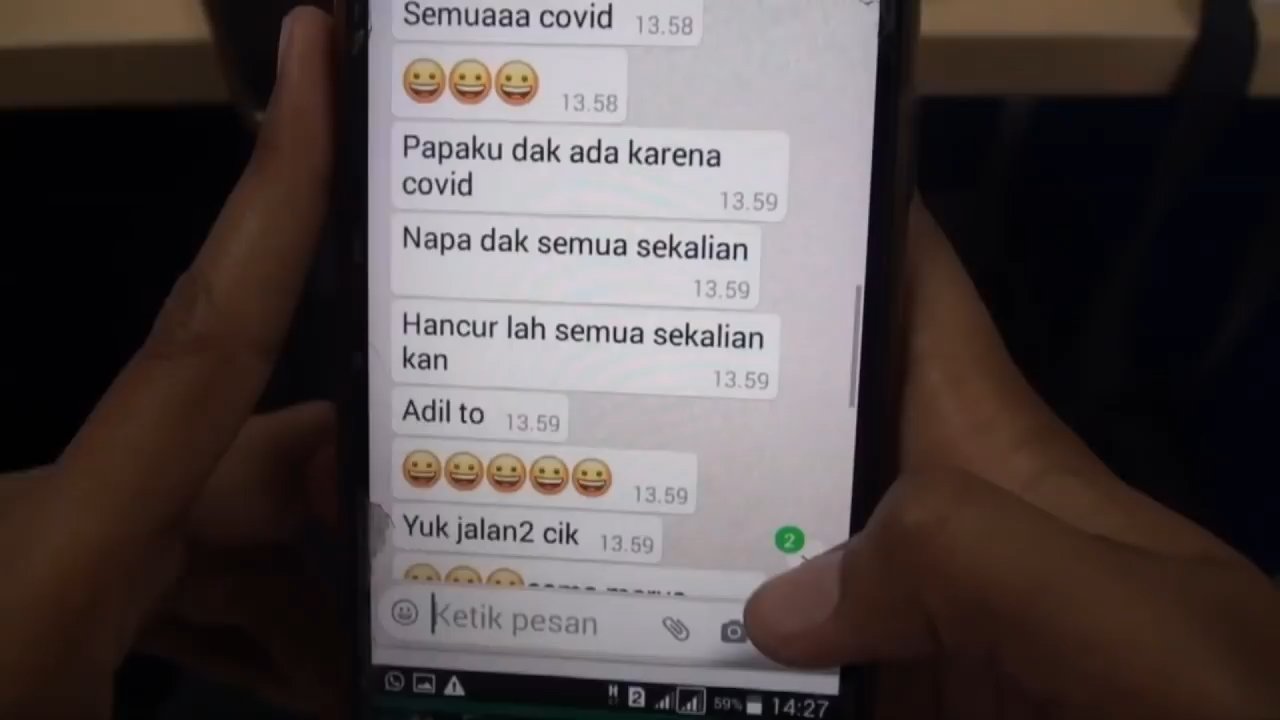 Semuaaa covid 13.58
13.58
Papaku dak ada karena
covid 13.59
Napa dak semua sekalian
13.59
Hancur lah semua sekalian
kan 13.59
Adil to 13.59
13.59
Yuk jalan2 cik 13.59
2
Ketik pesan
2 59% 14:27